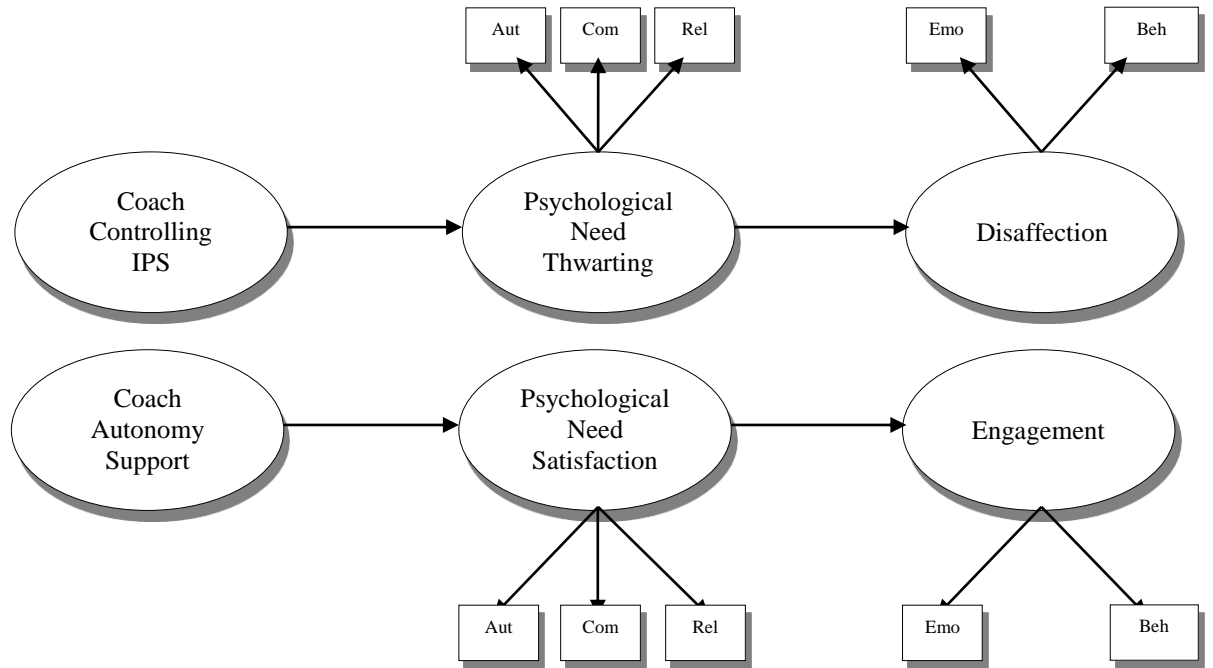 Aut
Com
Rel
Emo
Beh
Coach
Controlling
IPS
Psychological
Need
Thwarting
Disaffection
Coach
Autonomy
Support
Psychological
Need
Satisfaction
Engagement
Aut
Com
Rel
Emo
Beh